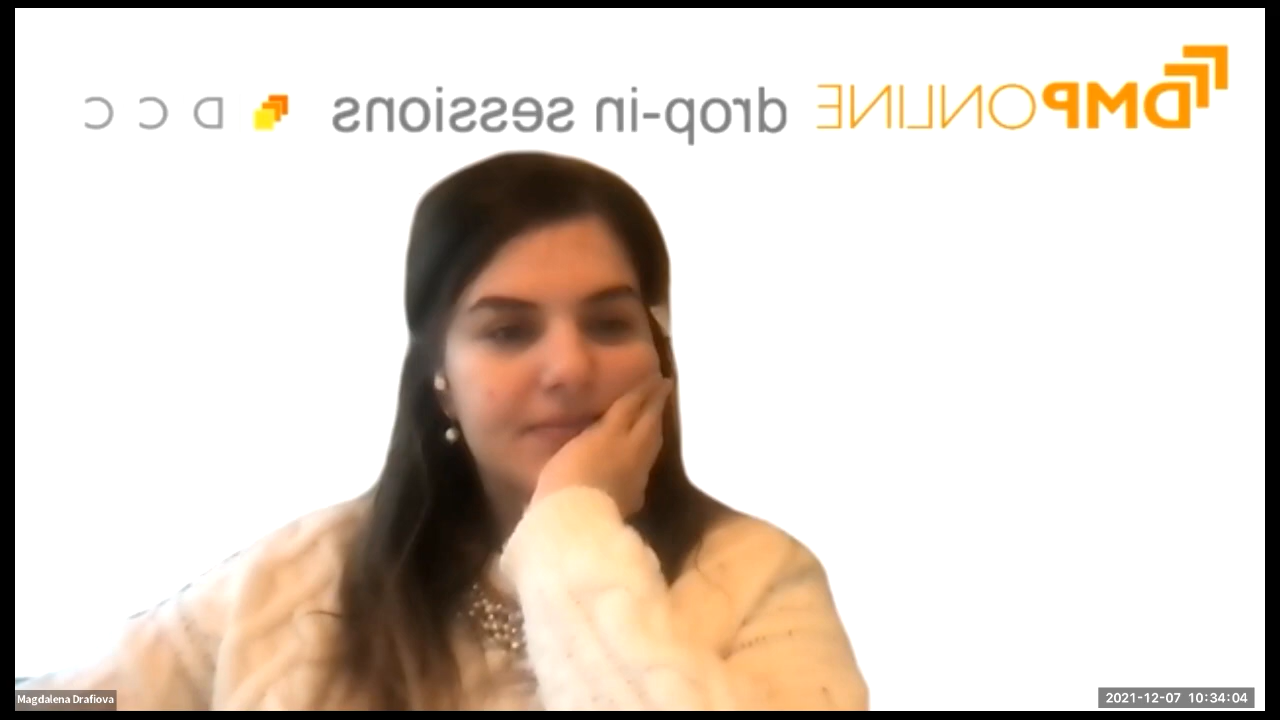 DMPONLINE drop-in sessions DCC
Magdalena Drafiova
2021-12-07 10:34:04